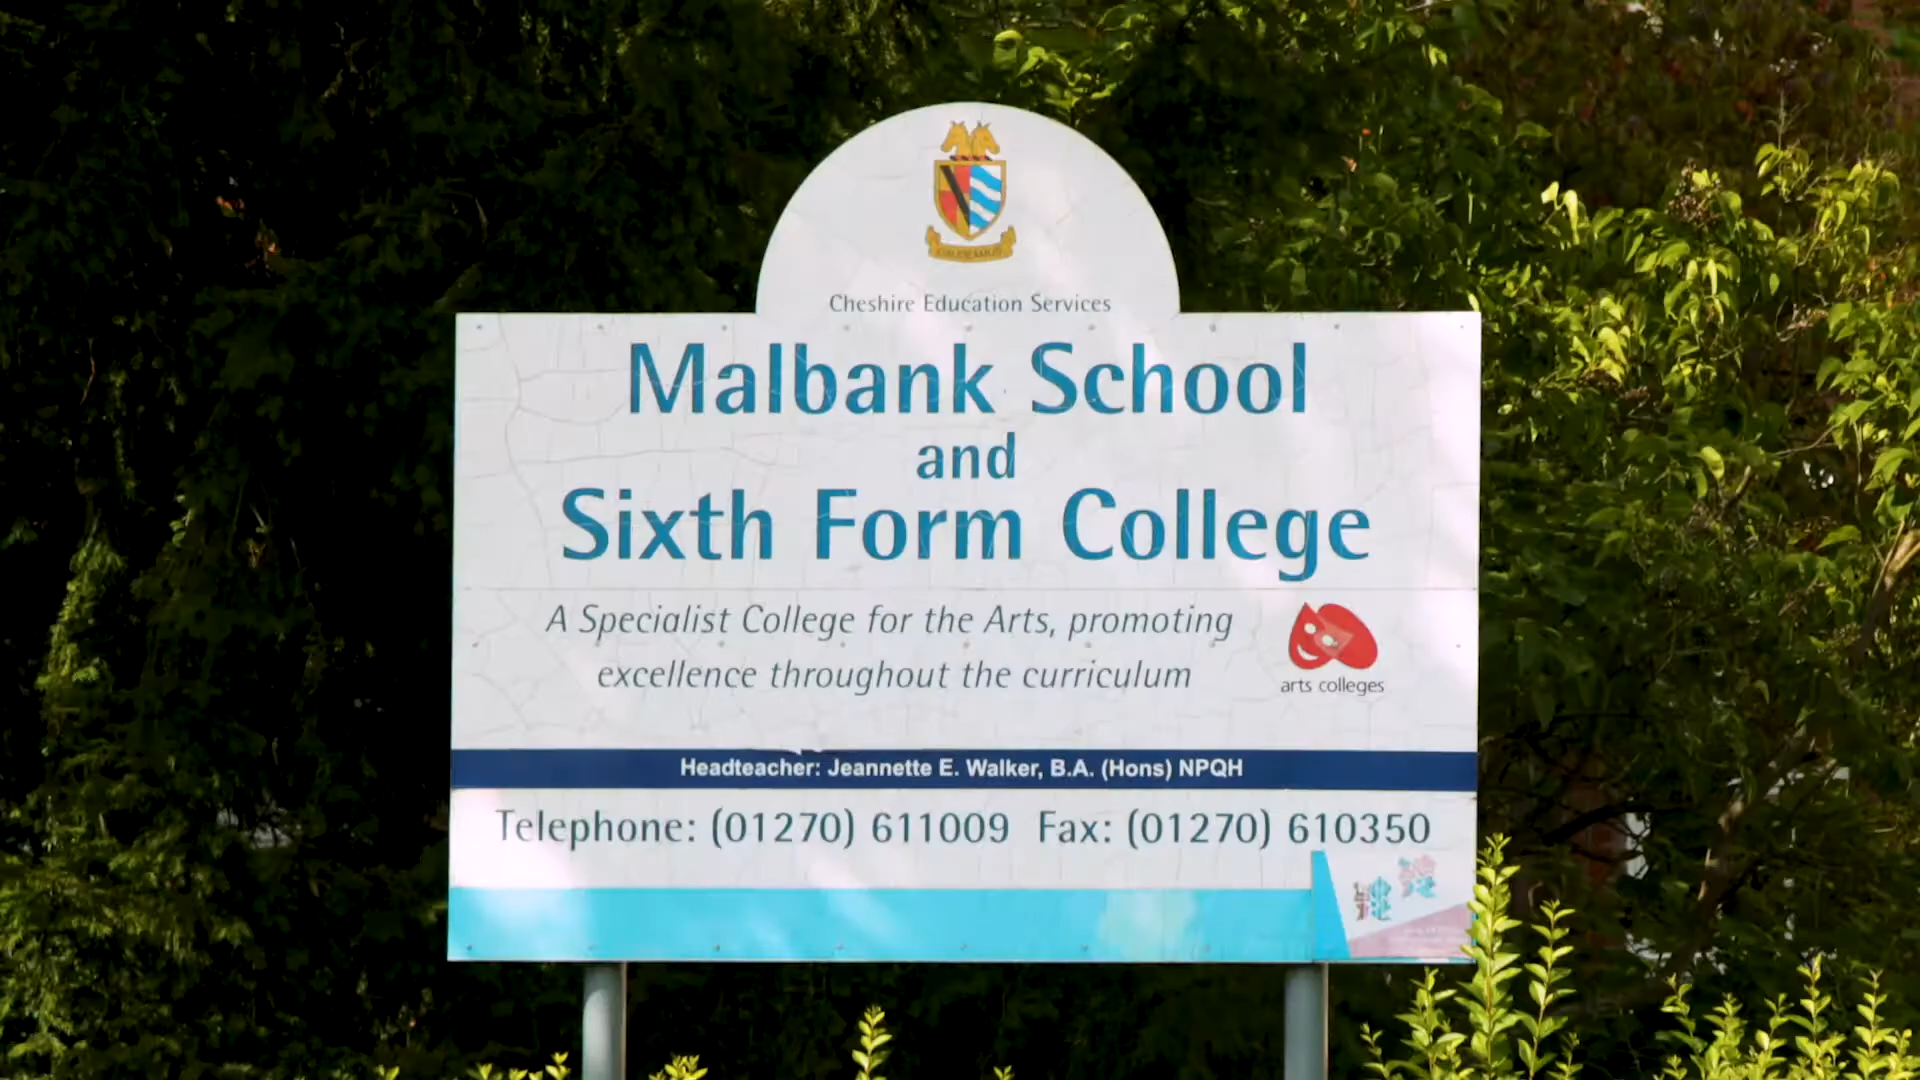 Cheshire Education Services
Malbank School
and
Sixth Form College
A Specialist College for the Arts, promoting
excellence throughout the curriculum
arts colleges
Headteacher: Jeannette E. Walker, B.A. (Hons) NPQH
Telephone: (01270) 611009 Fax: (01270) 610350